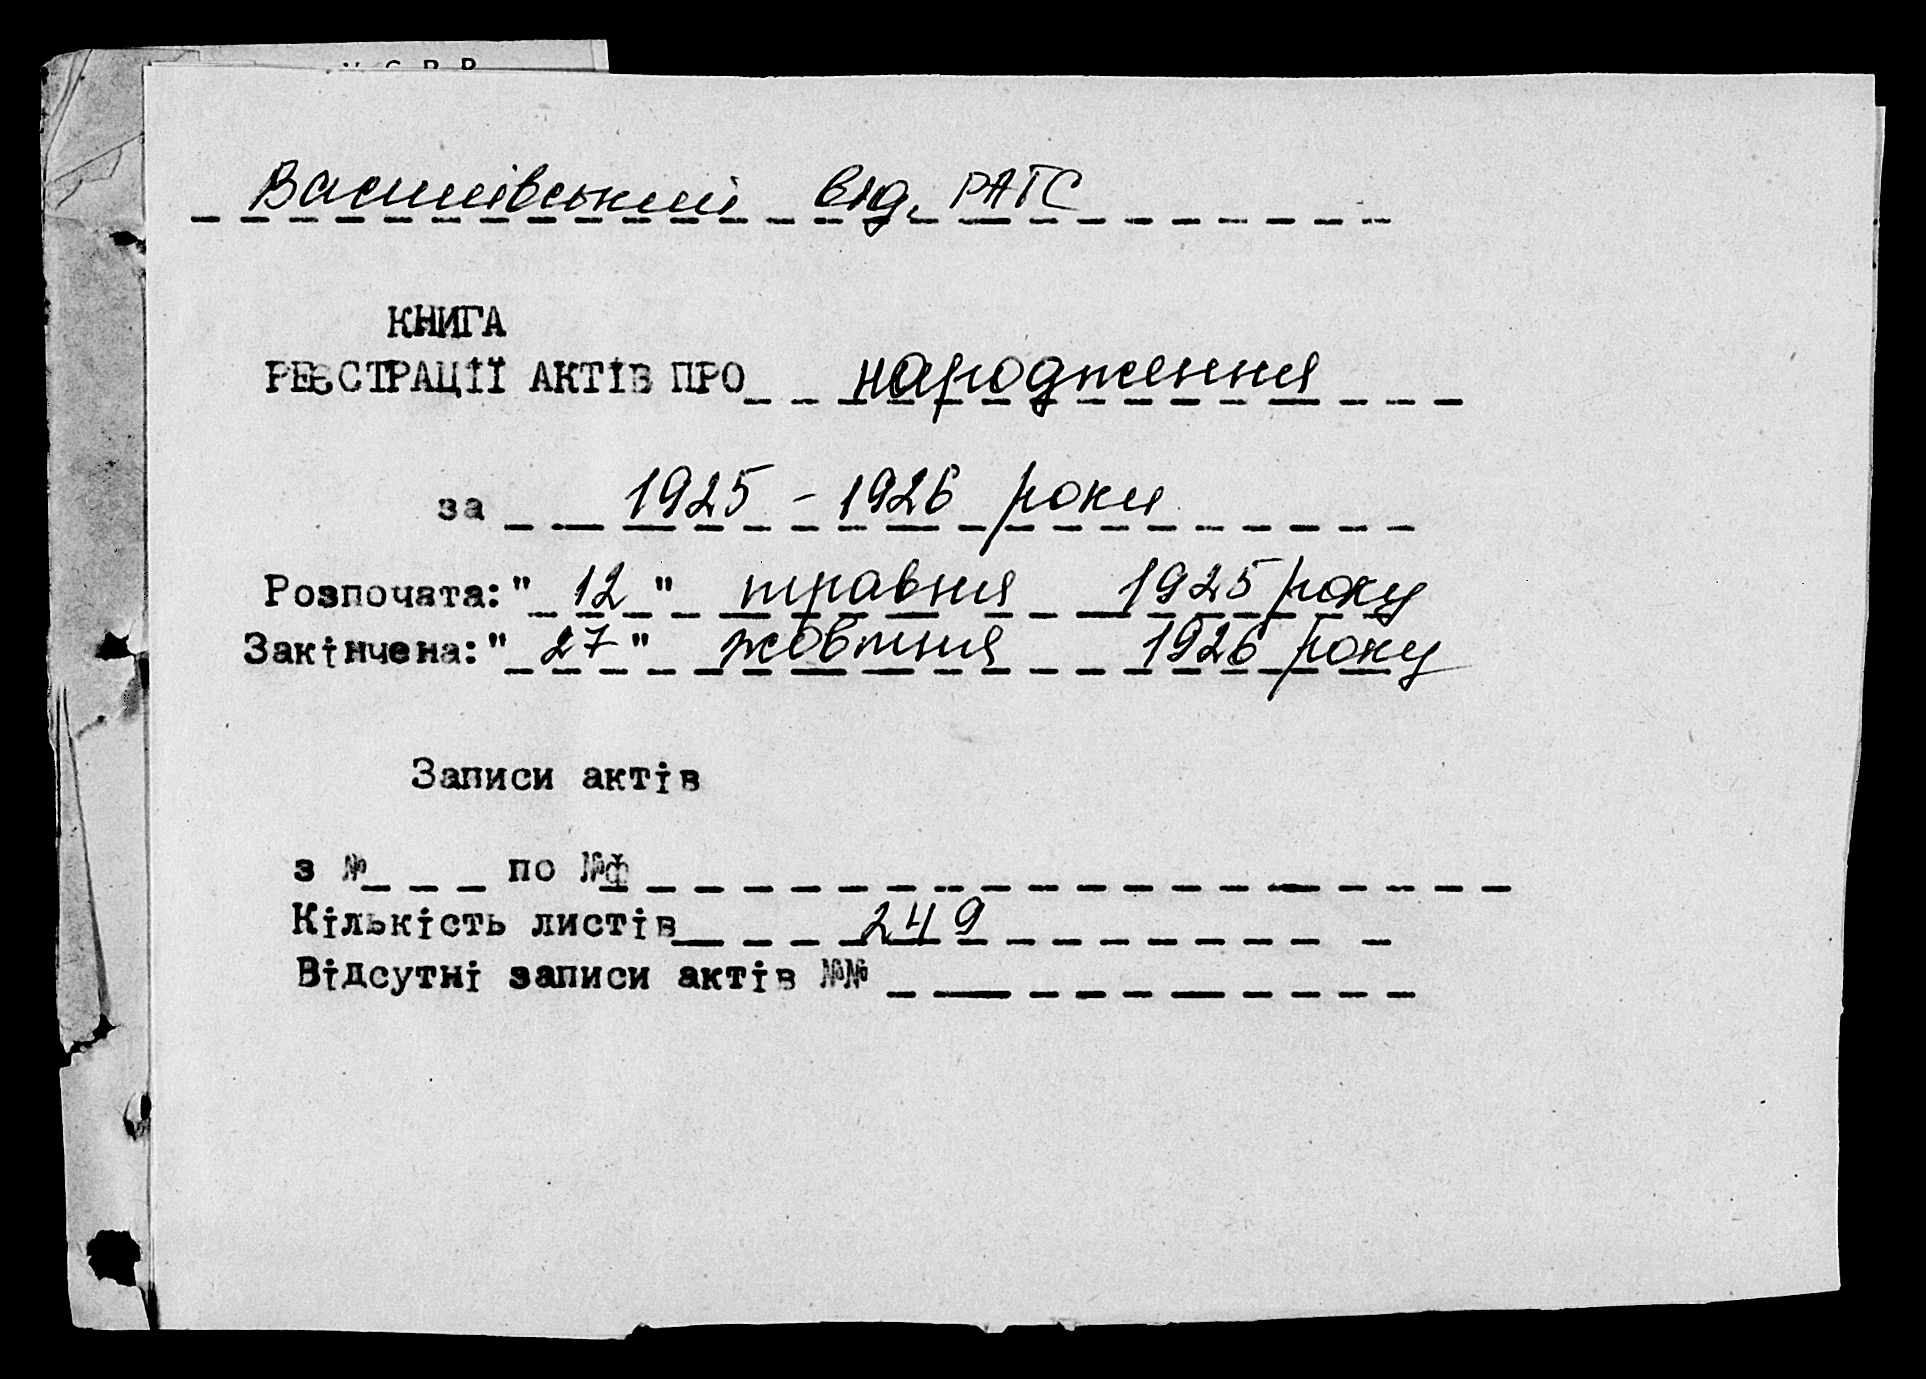 У С Р Р
Василівський від. РАГС
КНИГА
РЕЄСТРАЦІЇ АКТІВ ПРО народження
за 1925 - 1926 роки
Розпочата: " 12 " травня 1925 року
Закінчена: " 27 " жовтня 1926 року
Записи актів
з № по №ф
Кількість листів 249
Відсутні записи актів №№